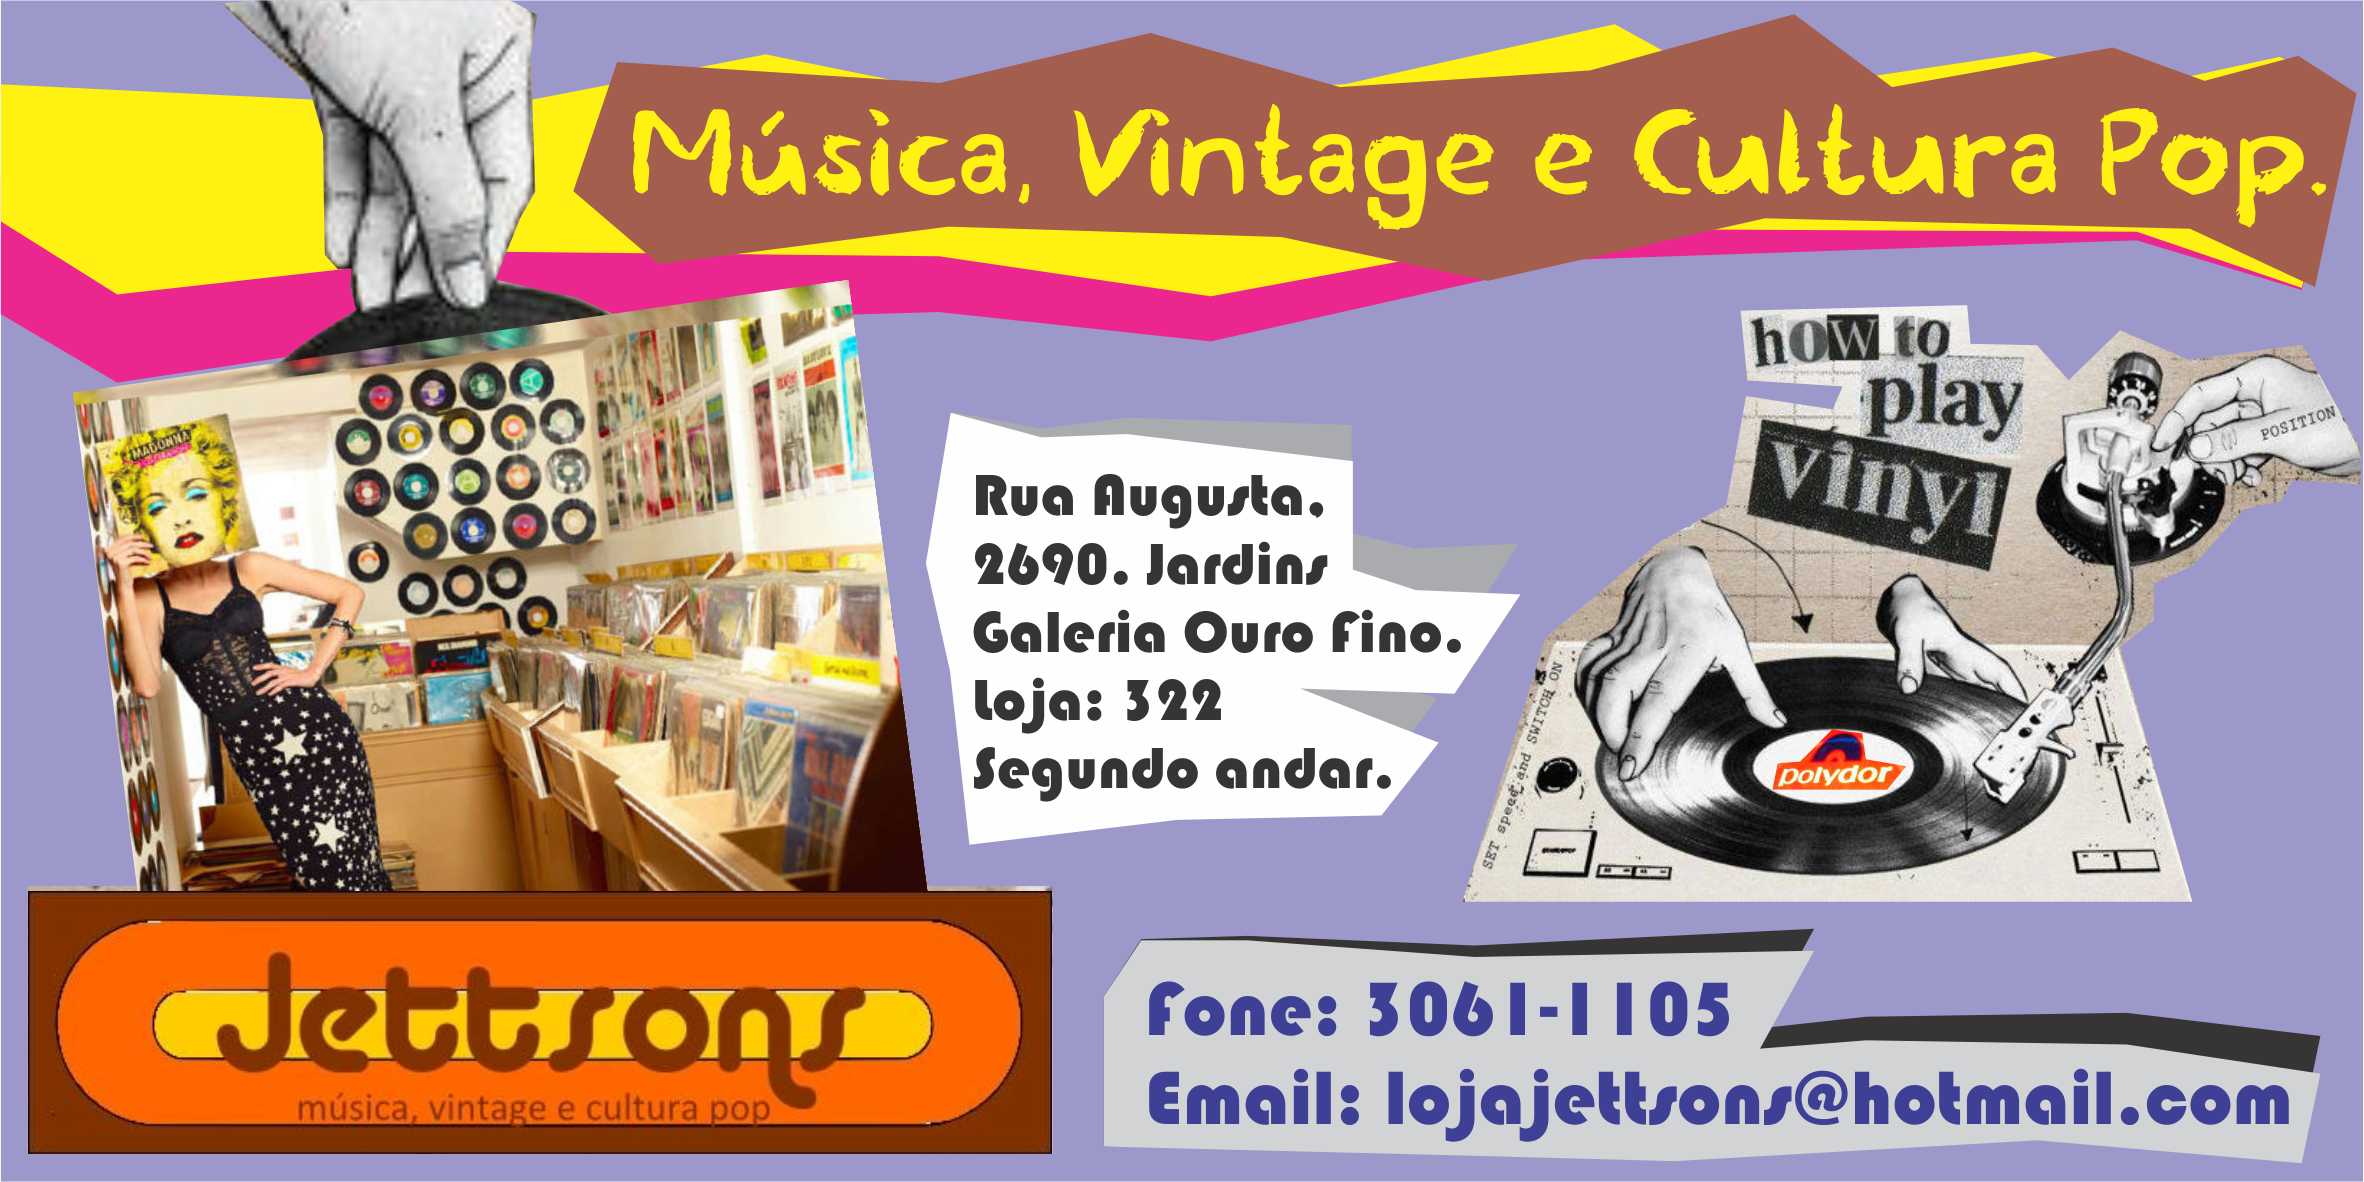 Música, Vintage e Cultura Pop.
how to
play
vinyl
POSITION
MADONNA
Rua Augusta,
2690. Jardins
Galeria Ouro Fino.
Loja: 322
Segundo andar.
SET speed and SWITCH ON
polydor
Jettsons
música, vintage e cultura pop
Fone: 3061-1105
Email: lojajettsons@hotmail.com